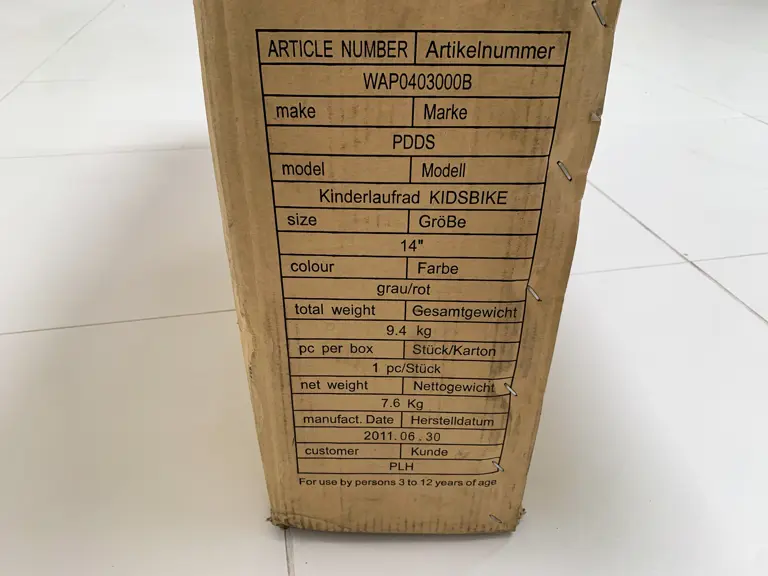 ARTICLE NUMBER Artikelnummer
WAP0403000B
make Marke
PDDS
model Modell
Kinderlaufrad KIDSBIKE
size GröBe
14"
colour Farbe
grau/rot
total weight Gesamtgewicht
9.4 kg
pc per box Stück/Karton
1 pc/Stück
net weight Nettogewicht
7.6 Kg
manufact. Date Herstelldatum
2011.06.30
customer Kunde
PLH
For use by persons 3 to 12 years of age